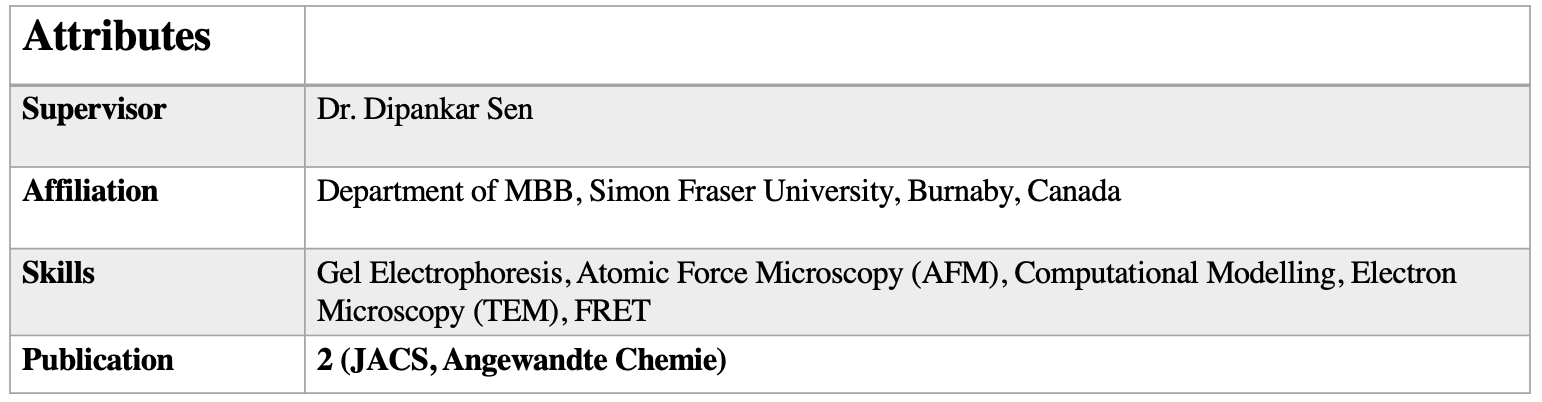 Attributes
Supervisor Dr. Dipankar Sen
Affiliation Department of MBB, Simon Fraser University, Burnaby, Canada
Skills Gel Electrophoresis, Atomic Force Microscopy (AFM), Computational Modelling, Electron
Microscopy (TEM), FRET
Publication 2 (JACS, Angewandte Chemie)